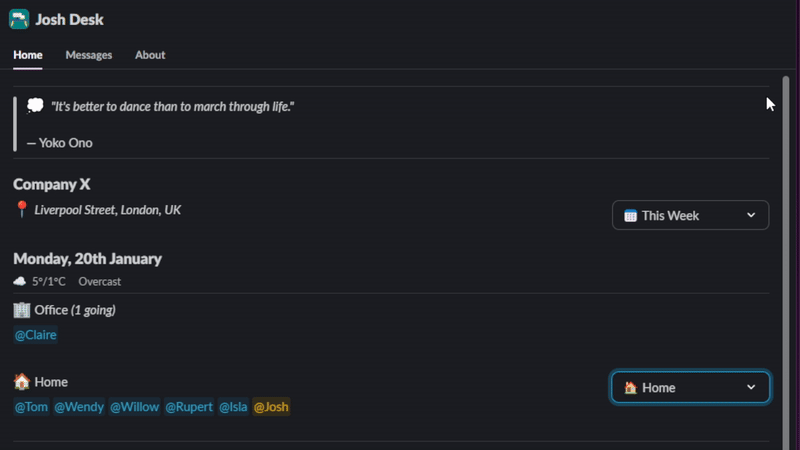 Josh Desk
Home Messages About
"It's better to dance than to march through life."
— Yoko Ono
Company X
Liverpool Street, London, UK
This Week
Monday, 20th January
5°/1°C Overcast
Office (1 going)
@Claire
Home
Home
@Tom @Wendy @Willow @Rupert @Isla @Josh